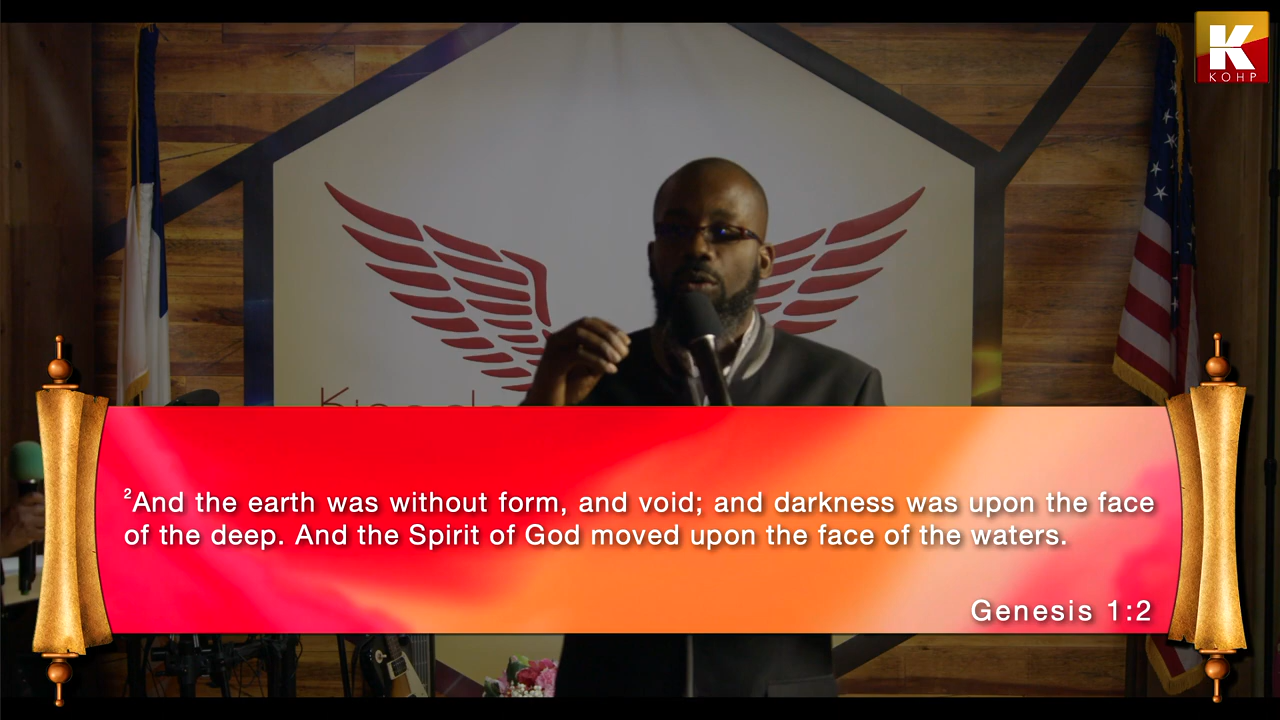 K
KOHP
²And the earth was without form, and void; and darkness was upon the face
of the deep. And the Spirit of God moved upon the face of the waters.
Genesis 1:2